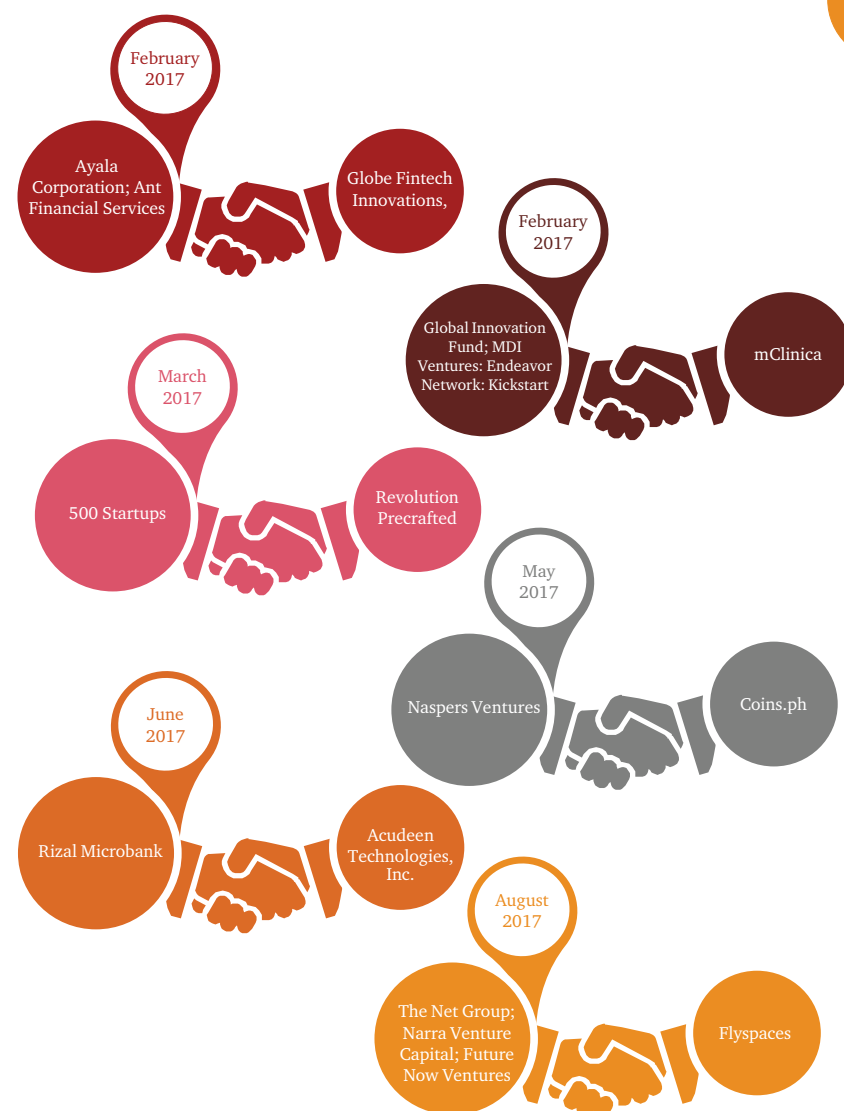 February
2017
Ayala
Corporation; Ant
Financial Services
Globe Fintech
Innovations,
February
2017
Global Innovation
Fund; MDI
Ventures: Endeavor
Network: Kickstart
mClinica
March
2017
500 Startups
Revolution
Precrafted
May
2017
Naspers Ventures
Coins.ph
June
2017
Rizal Microbank
Acudeen
Technologies,
Inc.
August
2017
The Net Group;
Narra Venture
Capital; Future
Now Ventures
Flyspaces